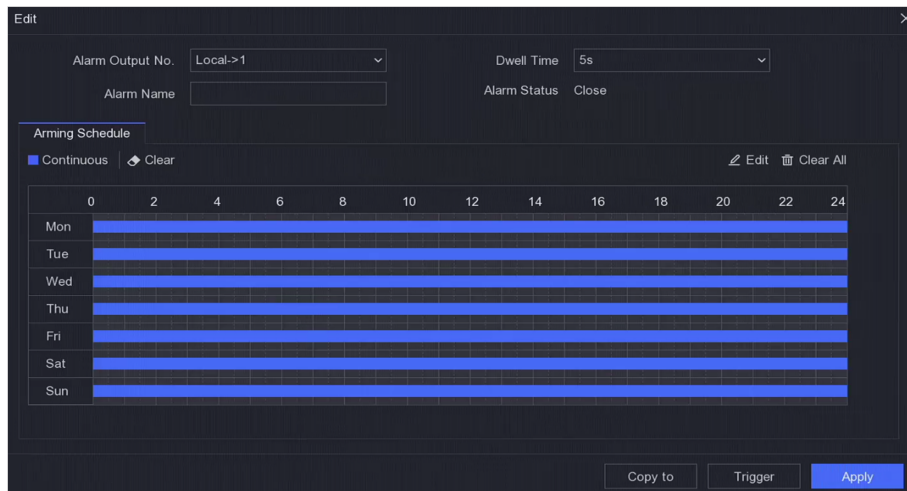 Edit
Alarm Output No. Local->1 Dwell Time 5s
Alarm Name Alarm Status Close
Arming Schedule
Continuous Clear Edit Clear All
0 2 4 6 8 10 12 14 16 18 20 22 24
Mon
Tue
Wed
Thu
Fri
Sat
Sun
Copy to Trigger Apply